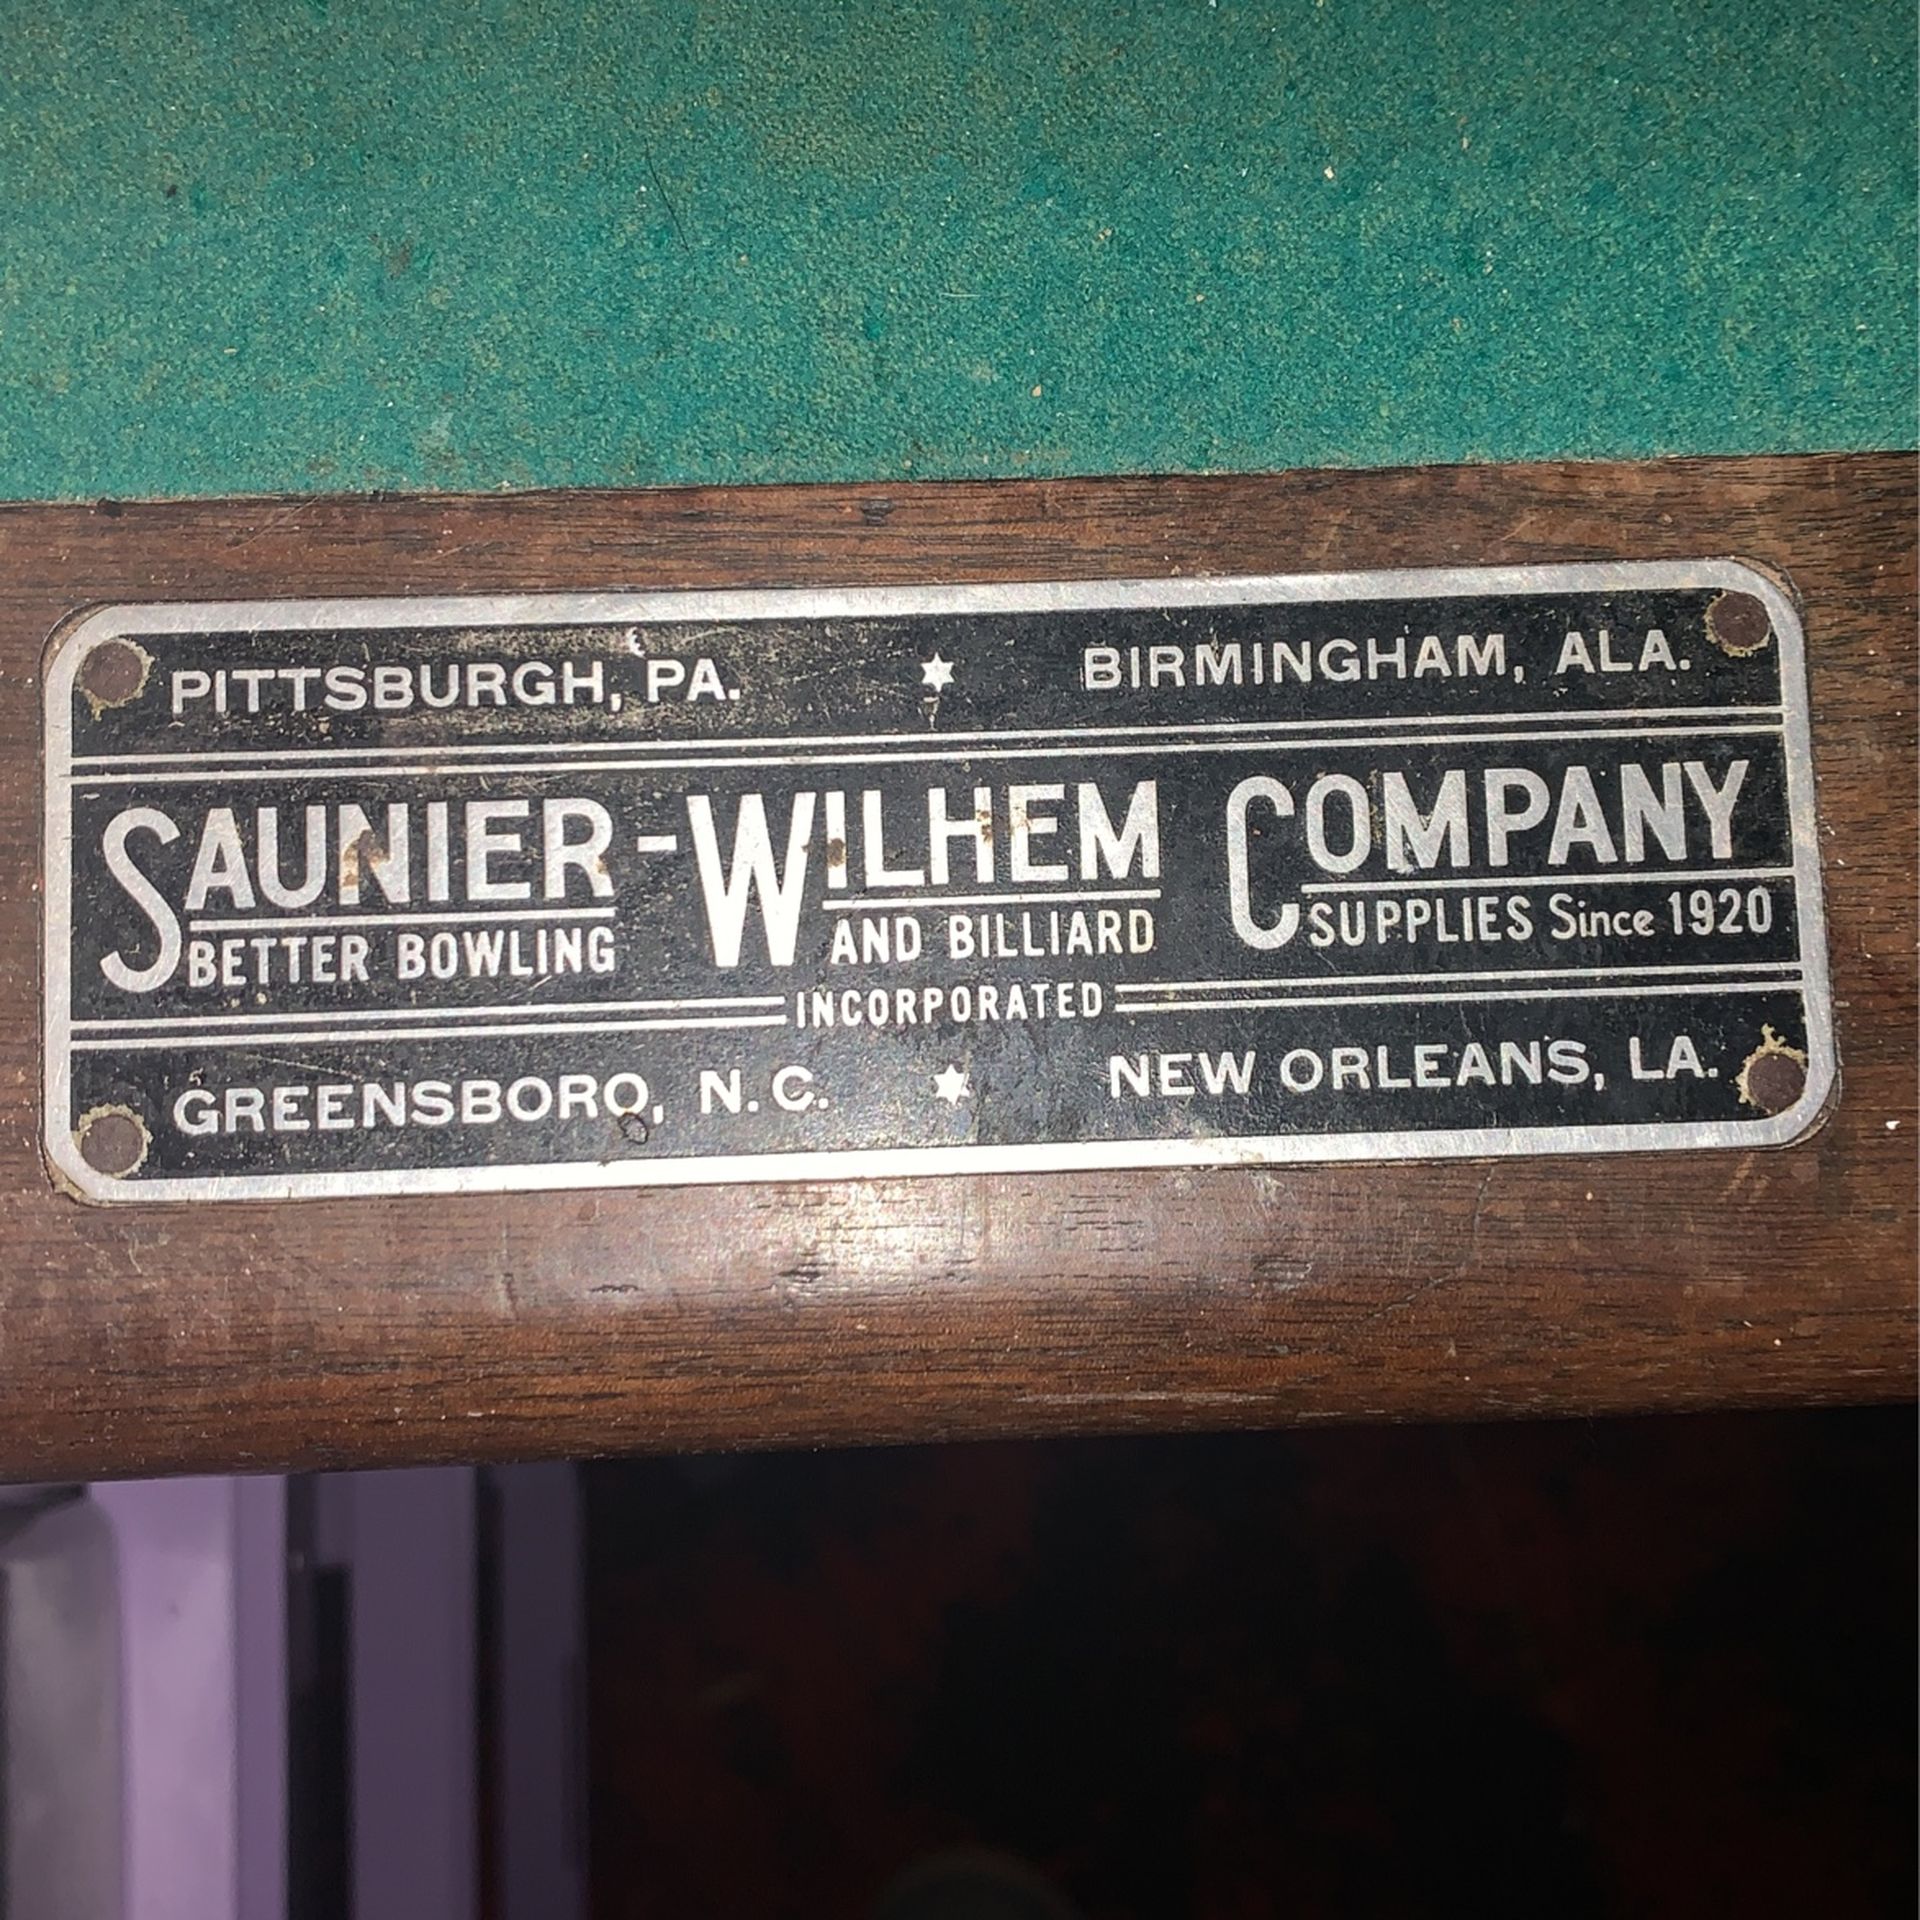 PITTSBURGH, PA. BIRMINGHAM, ALA.
SAUNIER-WILHEM COMPANY
BETTER BOWLING AND BILLIARD SUPPLIES Since 1920
INCORPORATED
GREENSBORO, N.C. NEW ORLEANS, LA.